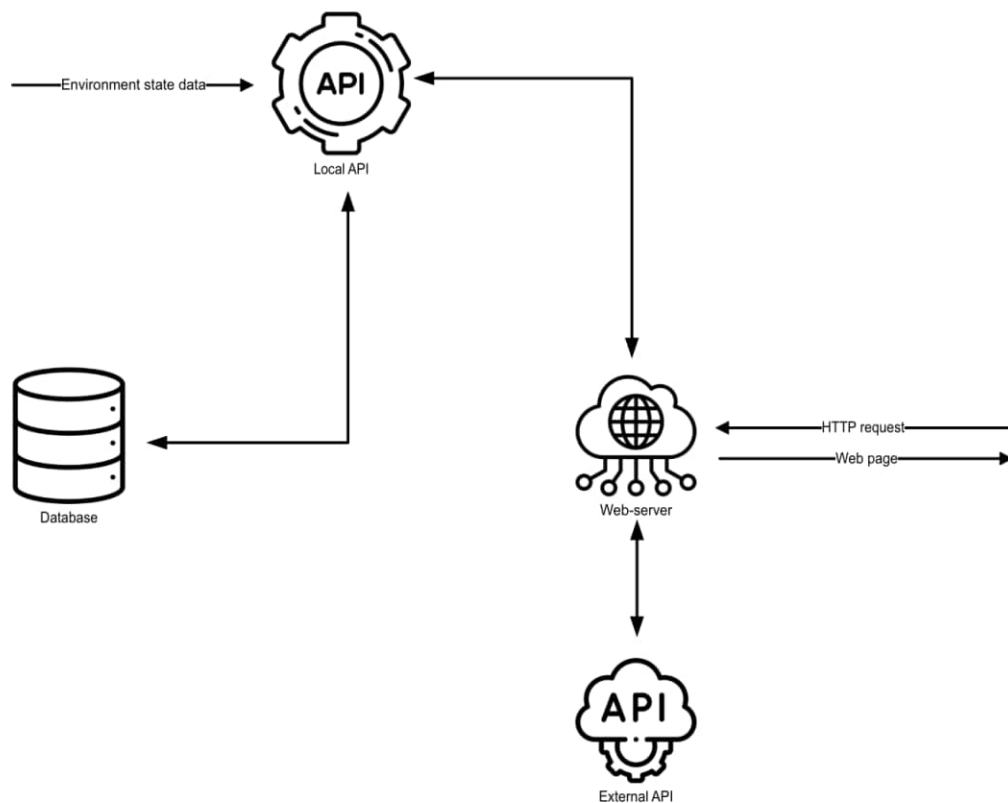 API
Environment state data
Local API
HTTP request
Web page
Database
Web-server
API
External API